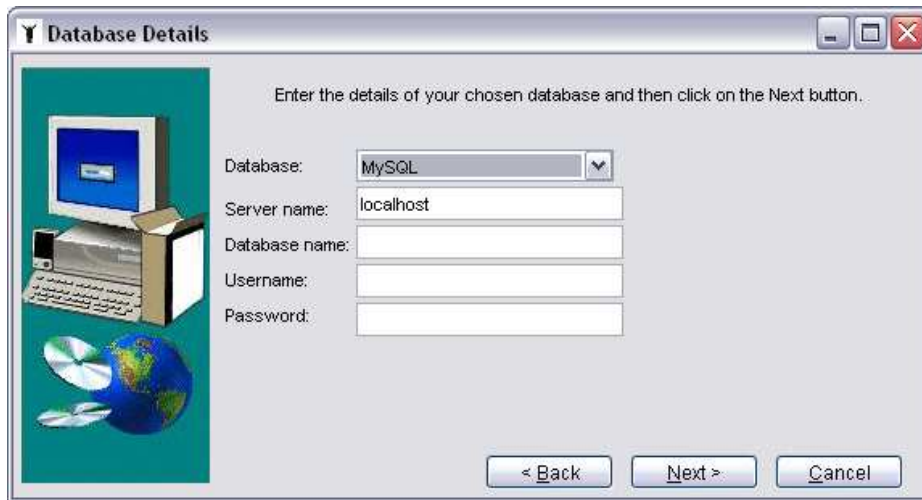 Database Details
Enter the details of your chosen database and then click on the Next button.
Database: MySQL
Server name: localhost
Database name:
Username:
Password:
< Back Next > Cancel